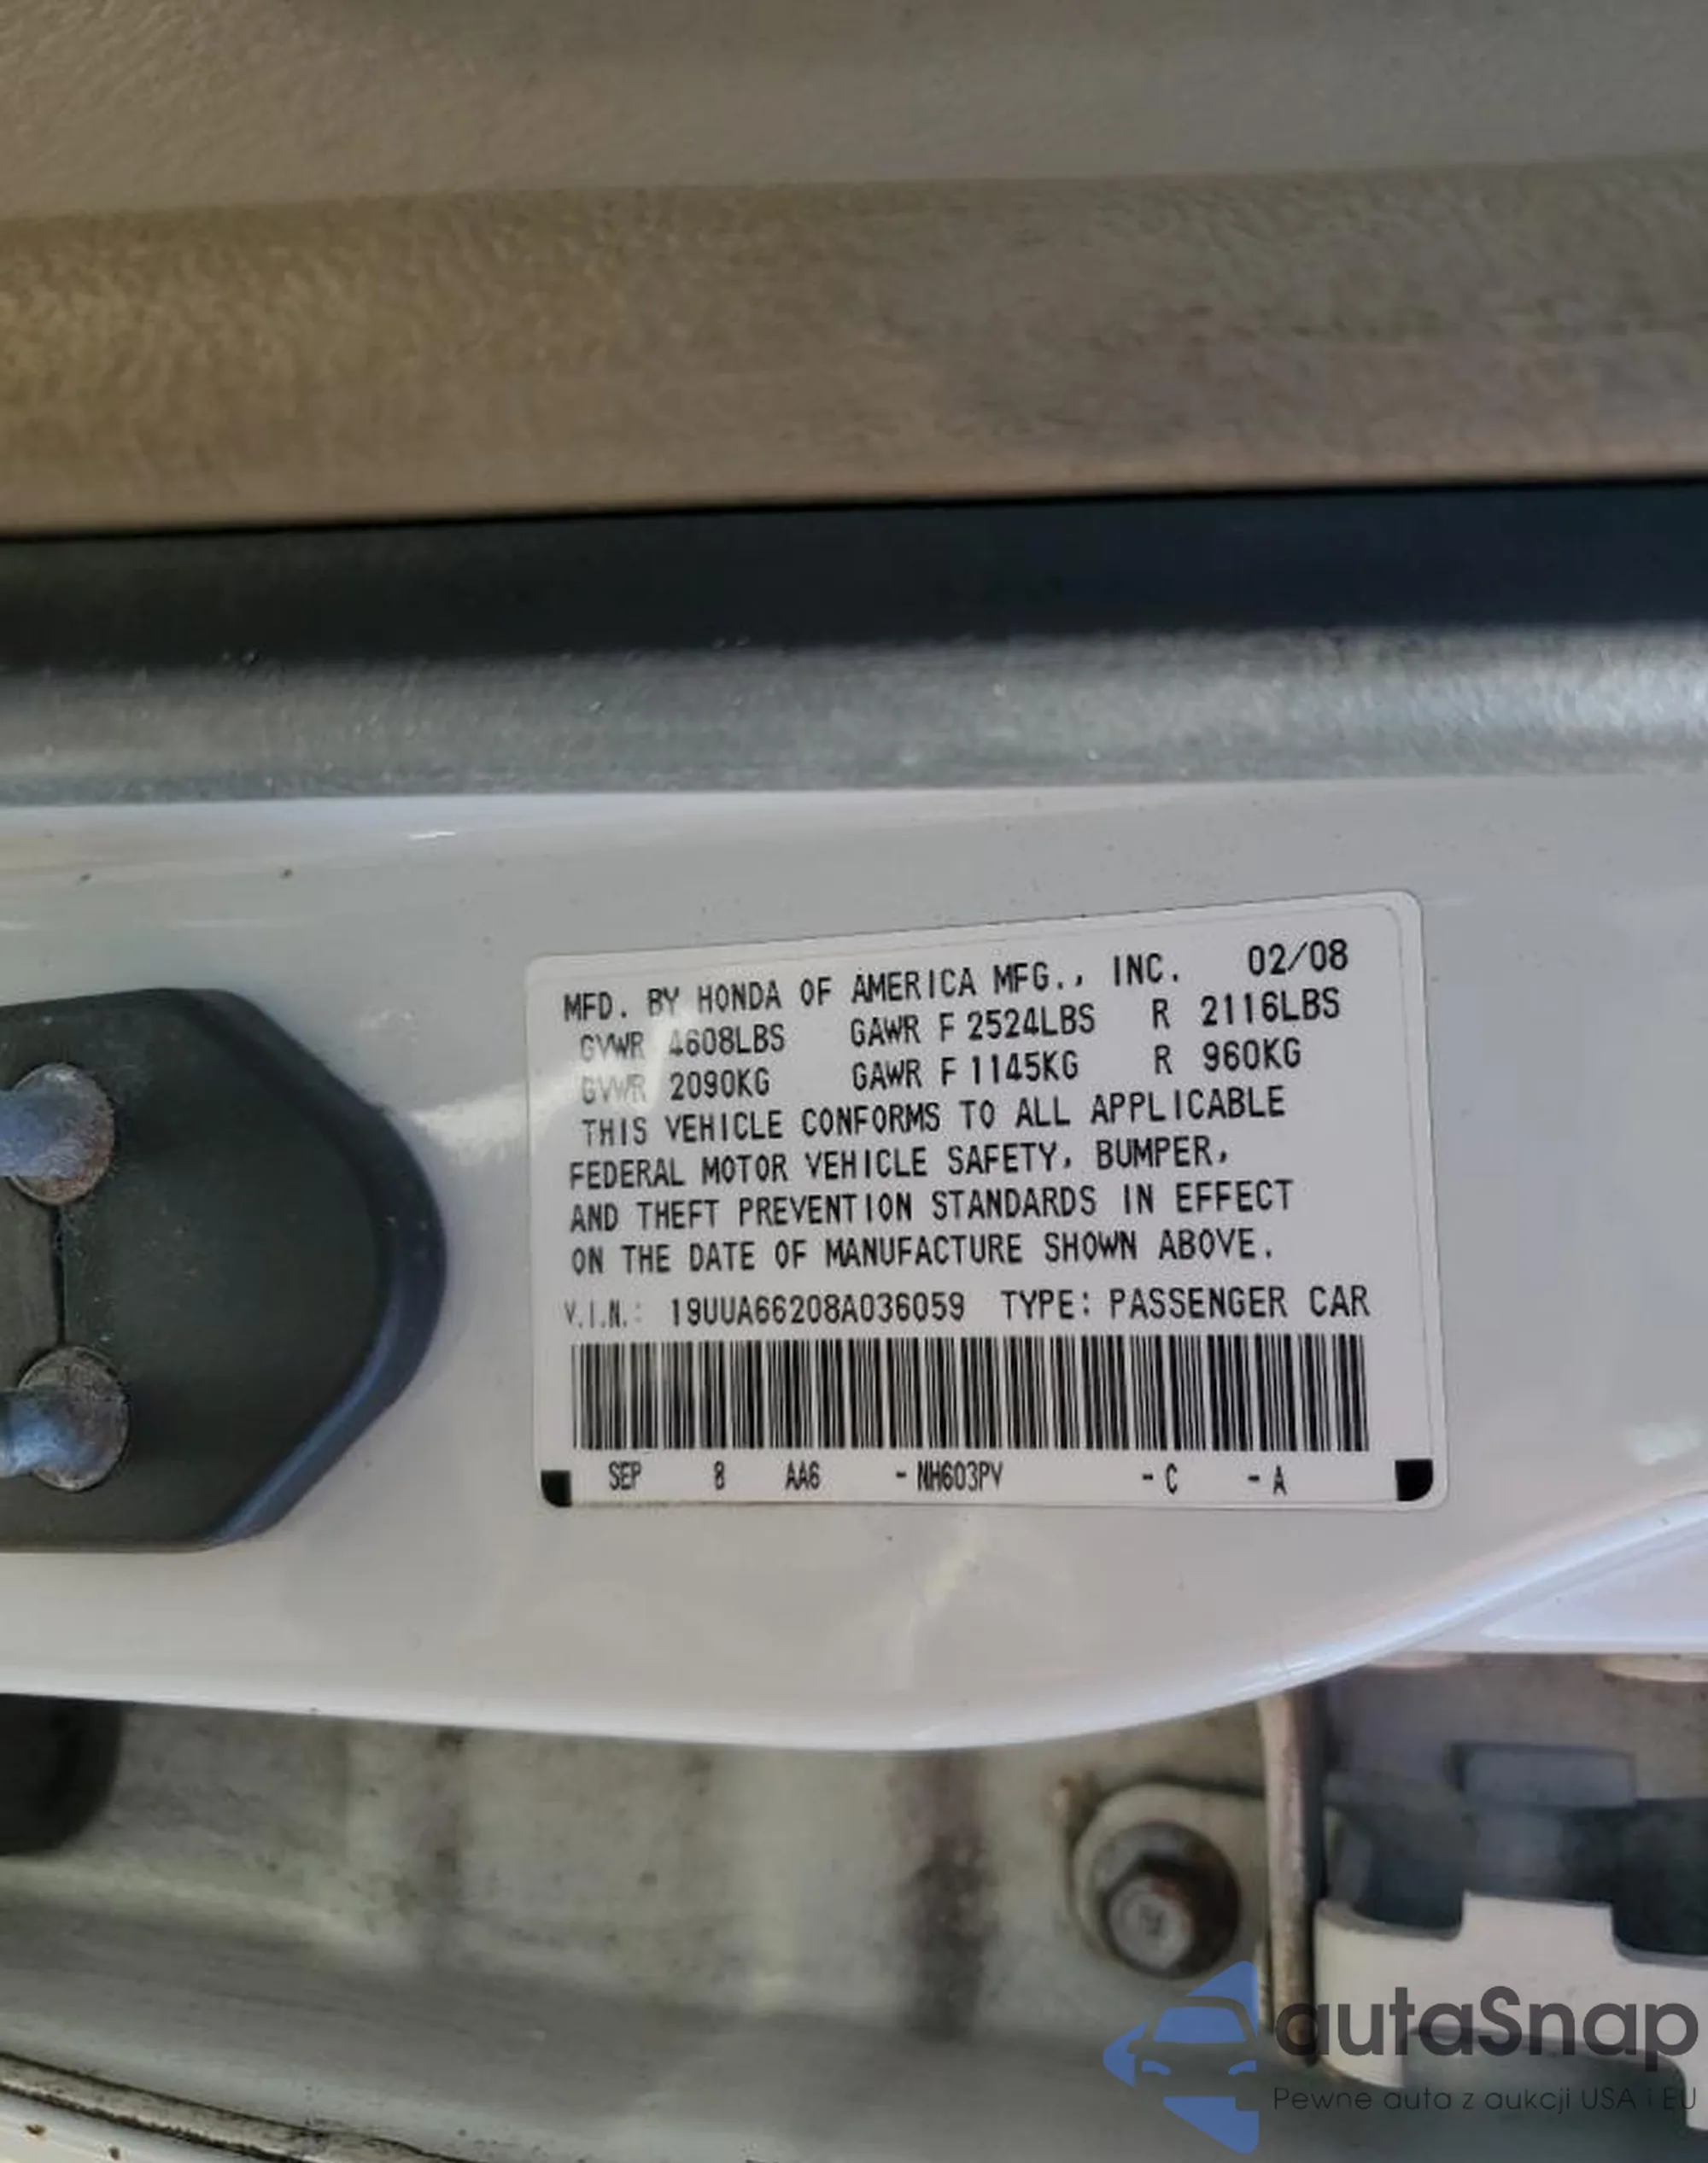 MFD. BY HONDA OF AMERICA MFG., INC. 02/08
GVWR 4608LBS GAWR F 2524LBS R 2116LBS
GVWR 2090KG GAWR F 1145KG R 960KG
THIS VEHICLE CONFORMS TO ALL APPLICABLE
FEDERAL MOTOR VEHICLE SAFETY, BUMPER,
AND THEFT PREVENTION STANDARDS IN EFFECT
ON THE DATE OF MANUFACTURE SHOWN ABOVE.
V.I.N.: 19UUA66208A036059 TYPE: PASSENGER CAR
SEP 8 AA6 - NH603PV - C - A
autaSnap
Pewne auta z aukcji USA i EU